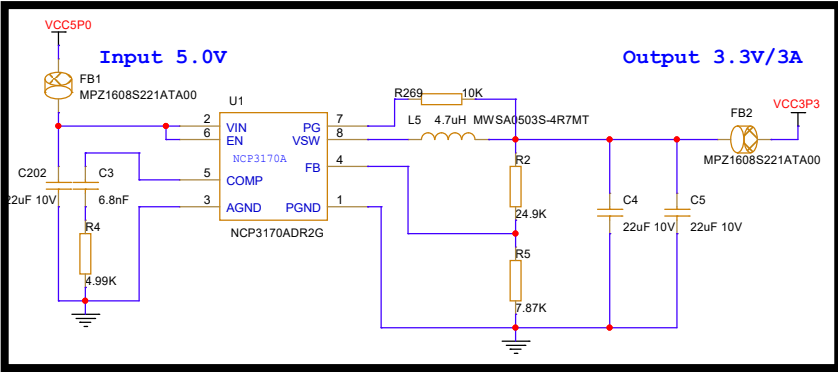 VCC5P0
Input 5.0V
Output 3.3V/3A
FB1
MPZ1608S221ATA00
R269 10K
VCC3P3
U1
L5 4.7uH MWSA0503S-4R7MT
FB2
2 VIN PG 7
6 EN VSW 8
NCP3170A
FB 4
MPZ1608S221ATA00
R2
C202 C3
5 COMP
22uF 10V 6.8nF
3 AGND PGND 1
C4 C5
24.9K
R4
NCP3170ADR2G
22uF 10V 22uF 10V
R5
4.99K
7.87K